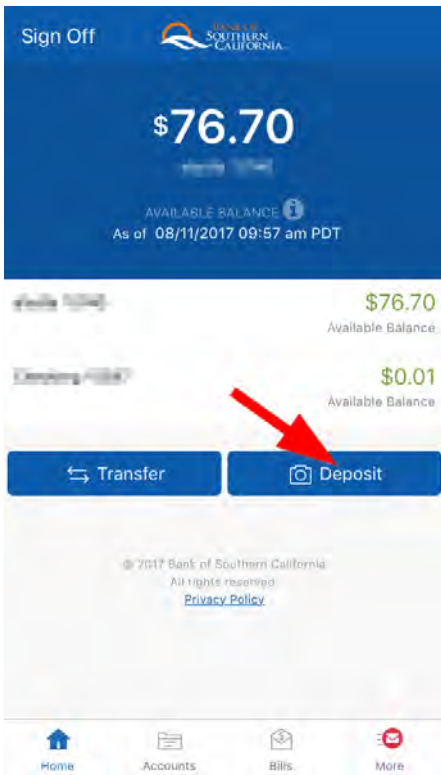 Sign Off
BANK OF
SOUTHERN
CALIFORNIA
$76.70
AVAILABLE BALANCE i
As of 08/11/2017 09:57 am PDT
$76.70
Available Balance
$0.01
Available Balance
Transfer
Deposit
© 2017 Bank of Southern California
All rights reserved
Privacy Policy
Home
Accounts
Bills
More